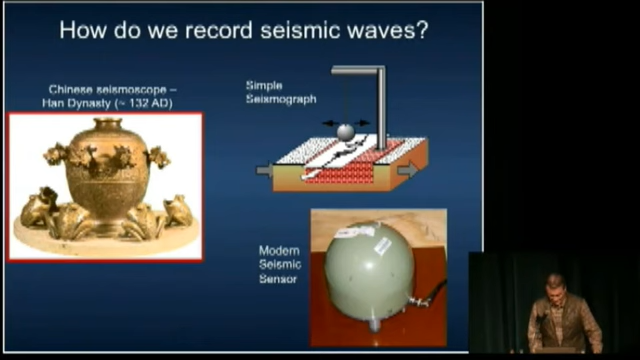 How do we record seismic waves?
Chinese seismoscope –
Han Dynasty (~ 132 AD)
Simple
Seismograph
Modern
Seismic
Sensor